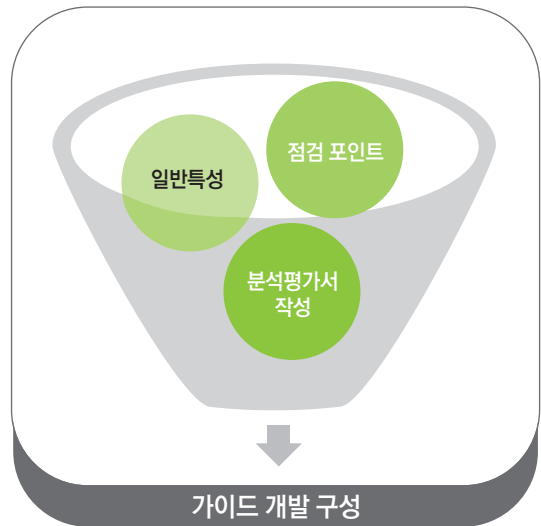 점검 포인트
일반특성
분석평가서
작성
가이드 개발 구성